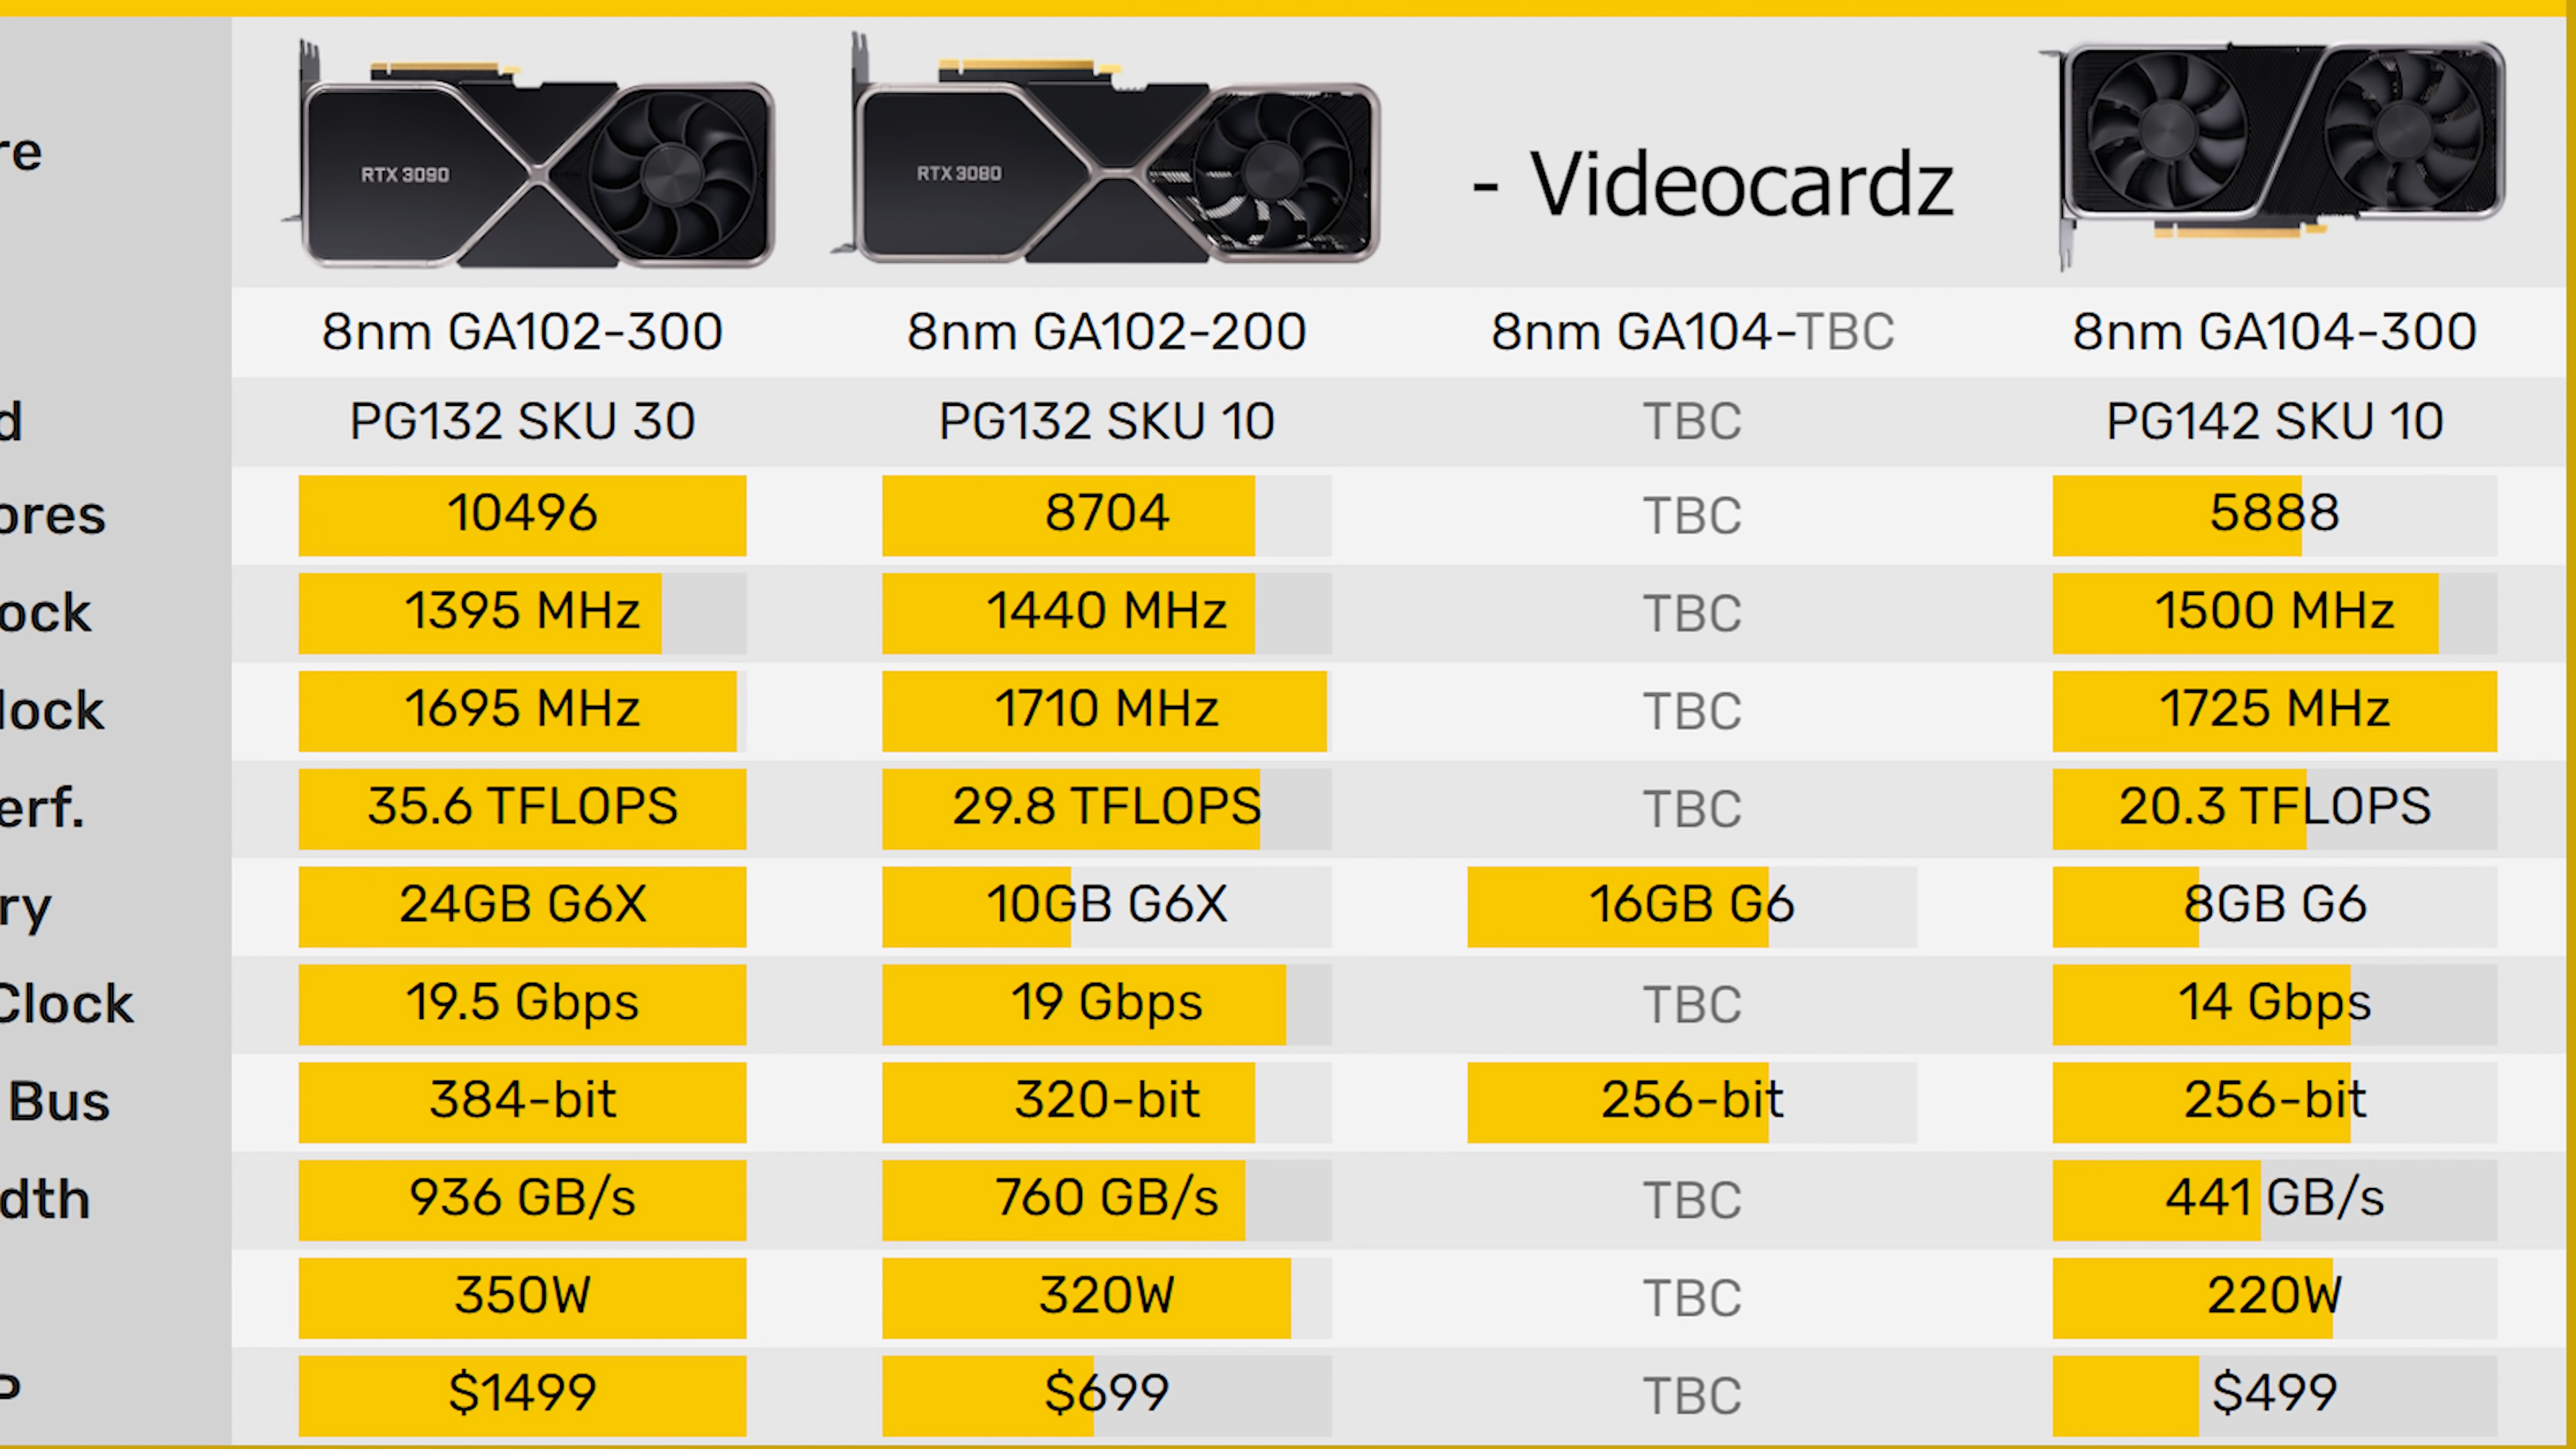 re RTX 3090 RTX 3080 - Videocardz
8nm GA102-300 8nm GA102-200 8nm GA104-TBC 8nm GA104-300
d PG132 SKU 30 PG132 SKU 10 TBC PG142 SKU 10
ores 10496 8704 TBC 5888
ock 1395 MHz 1440 MHz TBC 1500 MHz
lock 1695 MHz 1710 MHz TBC 1725 MHz
erf. 35.6 TFLOPS 29.8 TFLOPS TBC 20.3 TFLOPS
ry 24GB G6X 10GB G6X 16GB G6 8GB G6
Clock 19.5 Gbps 19 Gbps TBC 14 Gbps
Bus 384-bit 320-bit 256-bit 256-bit
dth 936 GB/s 760 GB/s TBC 441 GB/s
350W 320W TBC 220W
P $1499 $699 TBC $499